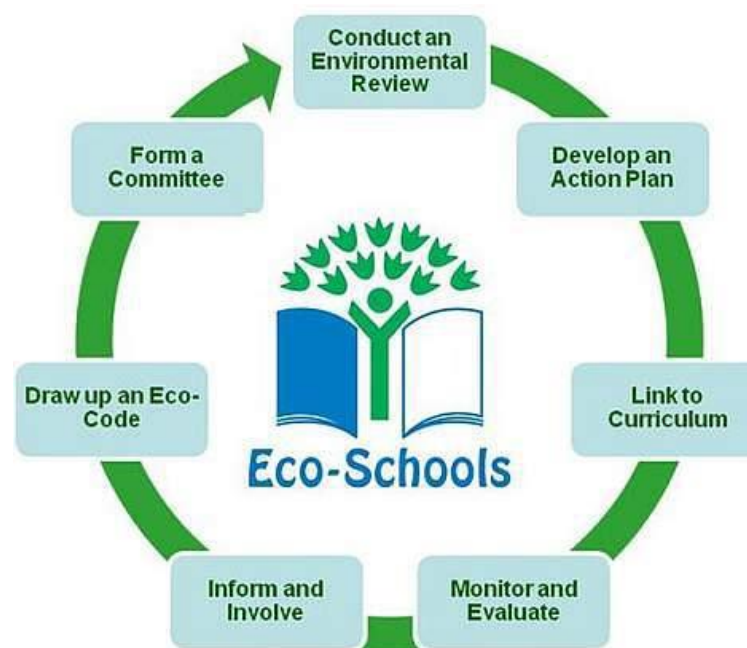 Conduct an
Environmental
Review
Develop an
Action Plan
Link to
Curriculum
Monitor and
Evaluate
Inform and
Involve
Draw up an Eco-
Code
Form a
Committee
Eco-Schools